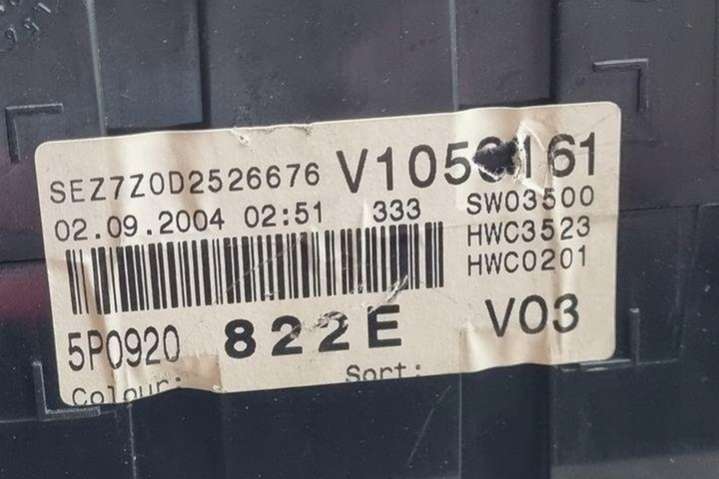 SEZ7Z0D2526676
02.09.2004 02:51 333
SW03500
HWC3523
HWC0201
5P0920 822E V03
Colour: Sort: